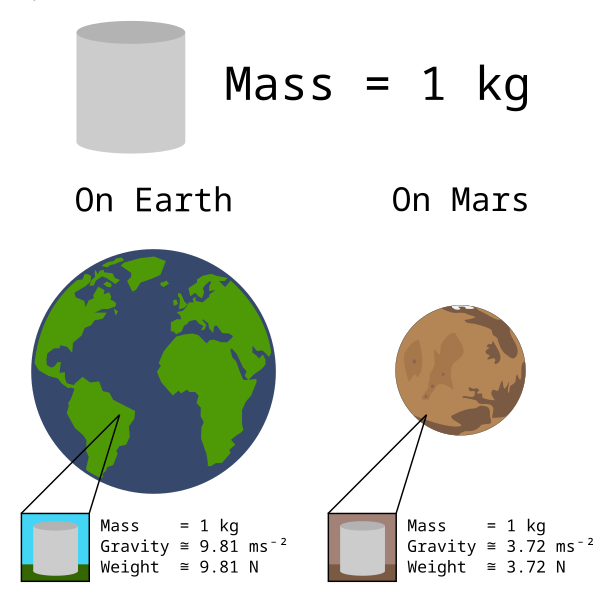 Mass = 1 kg
On Earth
On Mars
Mass    = 1 kg
Gravity ≅ 9.81 ms⁻²
Weight  ≅ 9.81 N
Mass    = 1 kg
Gravity ≅ 3.72 ms⁻²
Weight  ≅ 3.72 N